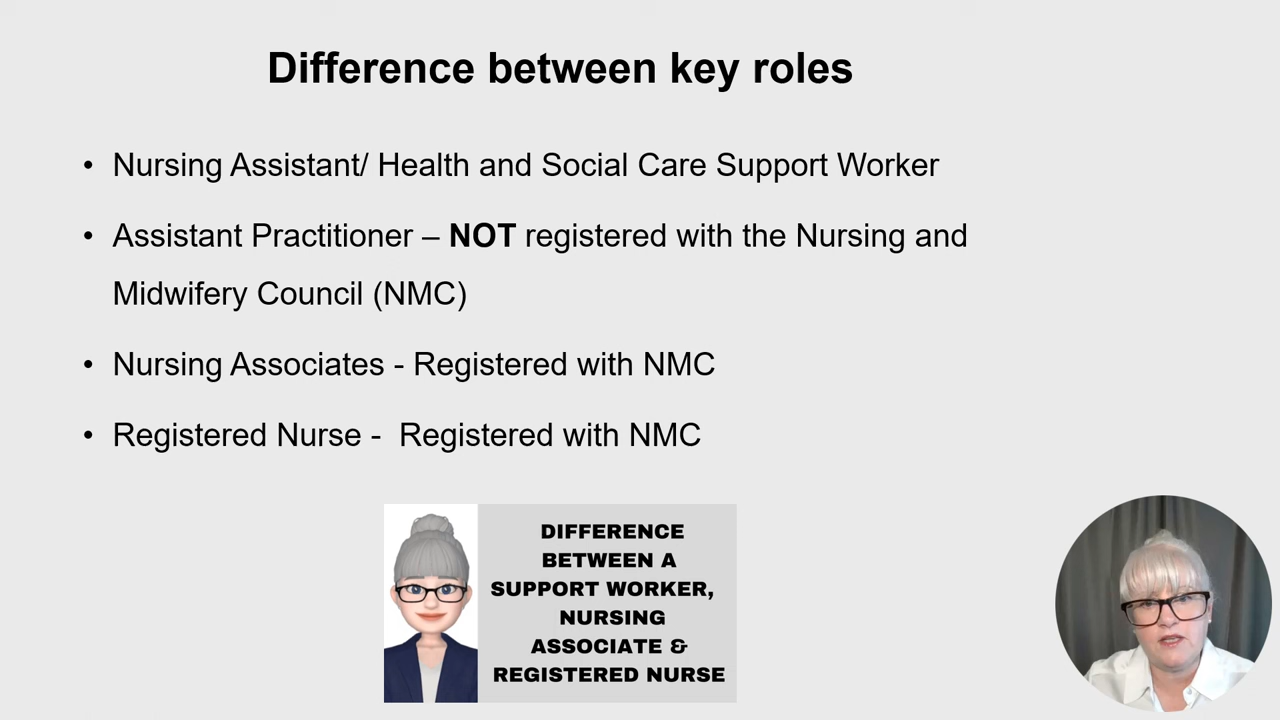 Difference between key roles
• Nursing Assistant/ Health and Social Care Support Worker
• Assistant Practitioner – NOT registered with the Nursing and
Midwifery Council (NMC)
• Nursing Associates - Registered with NMC
• Registered Nurse -  Registered with NMC
DIFFERENCE
BETWEEN A
SUPPORT WORKER,
NURSING
ASSOCIATE &
REGISTERED NURSE